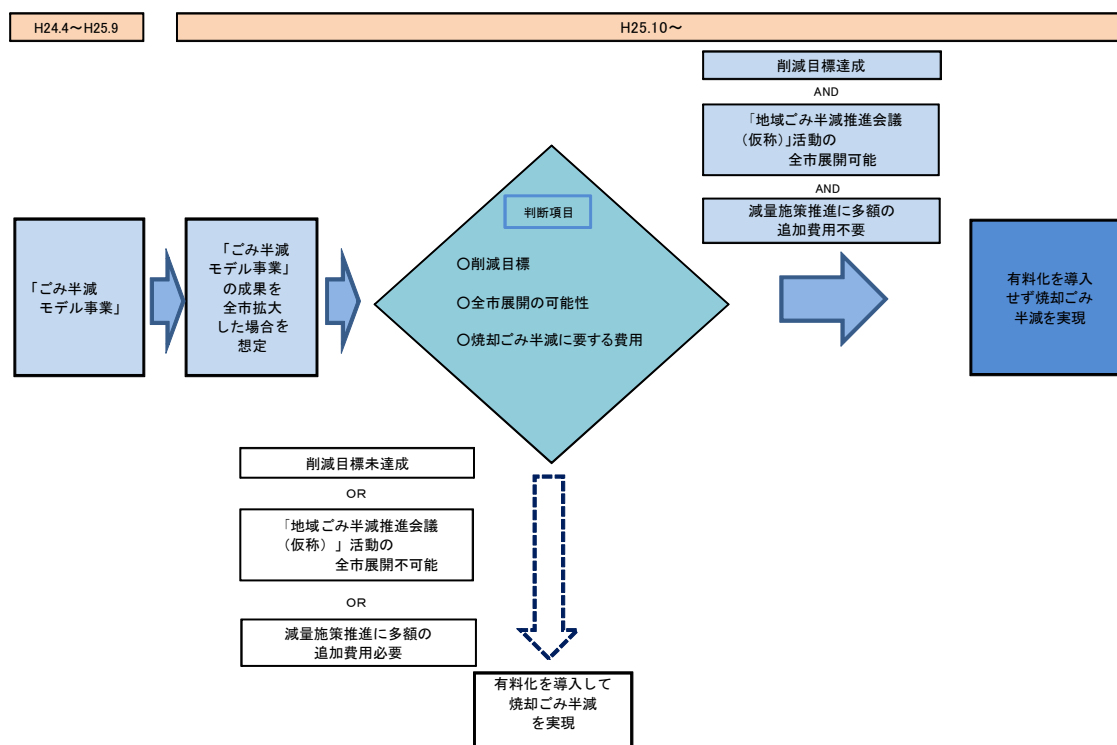 H24.4～H25.9
H25.10～
削減目標達成
AND
「地域ごみ半減推進会議
（仮称）」活動の
全市展開可能
AND
減量施策推進に多額の
追加費用不要
「ごみ半減
モデル事業」
「ごみ半減
モデル事業」
の成果を
全市拡大
した場合を
想定
判断項目
○削減目標
○全市展開の可能性
○焼却ごみ半減に要する費用
有料化を導入
せず焼却ごみ
半減を実現
削減目標未達成
OR
「地域ごみ半減推進会議
（仮称）」活動の
全市展開不可能
OR
減量施策推進に多額の
追加費用必要
有料化を導入して
焼却ごみ半減
を実現